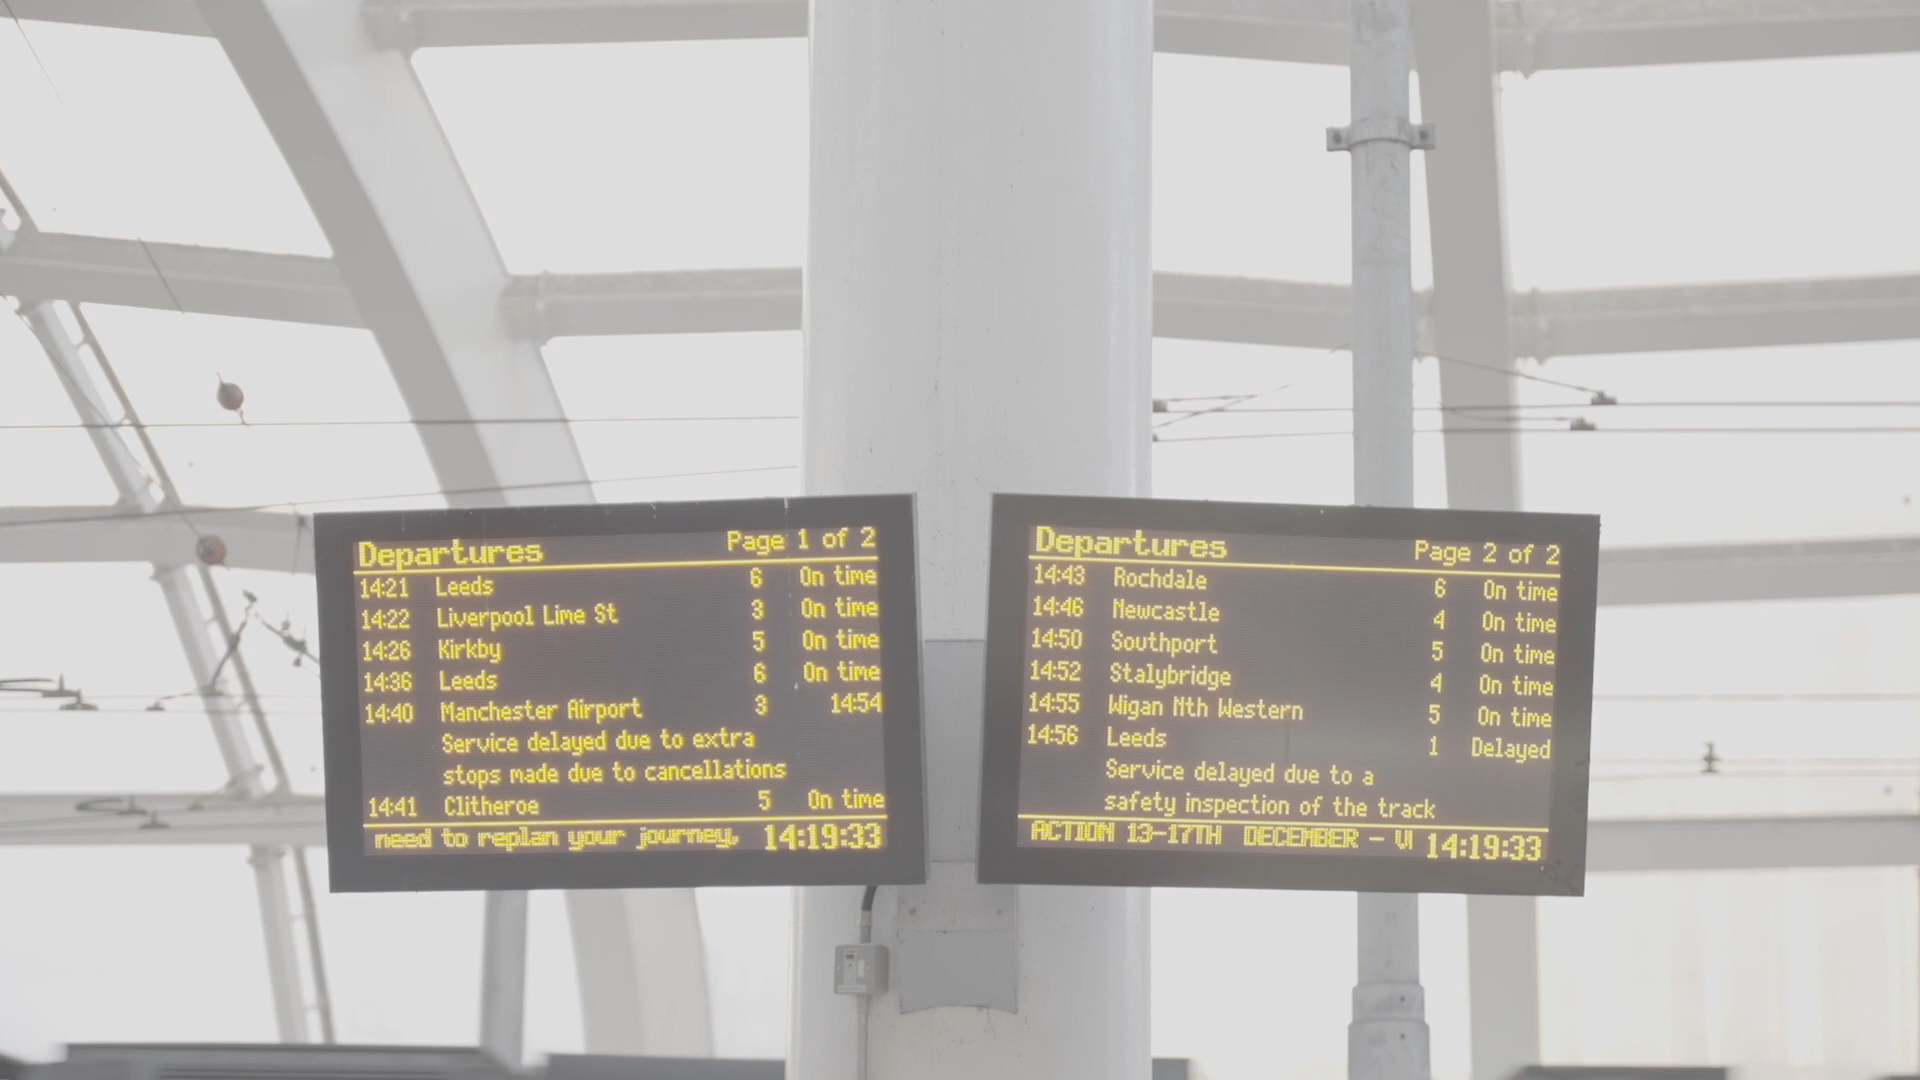 Departures Page 1 of 2
14:21 Leeds 6 On time
14:22 Liverpool Lime St 3 On time
14:26 Kirkby 5 On time
14:36 Leeds 6 On time
14:40 Manchester Airport 3 14:54
Service delayed due to extra
stops made due to cancellations
14:41 Clitheroe 5 On time
need to replan your journey. 14:19:33
Departures Page 2 of 2
14:43 Rochdale 6 On time
14:46 Newcastle 4 On time
14:50 Southport 5 On time
14:52 Stalybridge 4 On time
14:55 Wigan Nth Western 5 On time
14:56 Leeds 1 Delayed
Service delayed due to a
safety inspection of the track
ACTION 13-17TH DECEMBER - 14:19:33